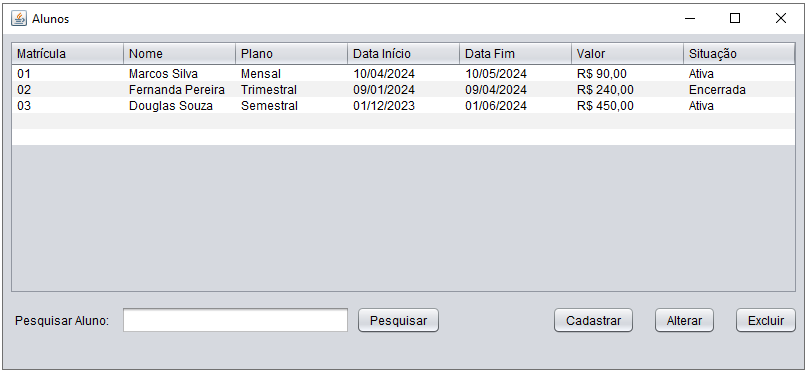 Alunos
Matrícula Nome Plano Data Início Data Fim Valor Situação
01 Marcos Silva Mensal 10/04/2024 10/05/2024 R$ 90,00 Ativa
02 Fernanda Pereira Trimestral 09/01/2024 09/04/2024 R$ 240,00 Encerrada
03 Douglas Souza Semestral 01/12/2023 01/06/2024 R$ 450,00 Ativa
Pesquisar Aluno: Pesquisar Cadastrar Alterar Excluir